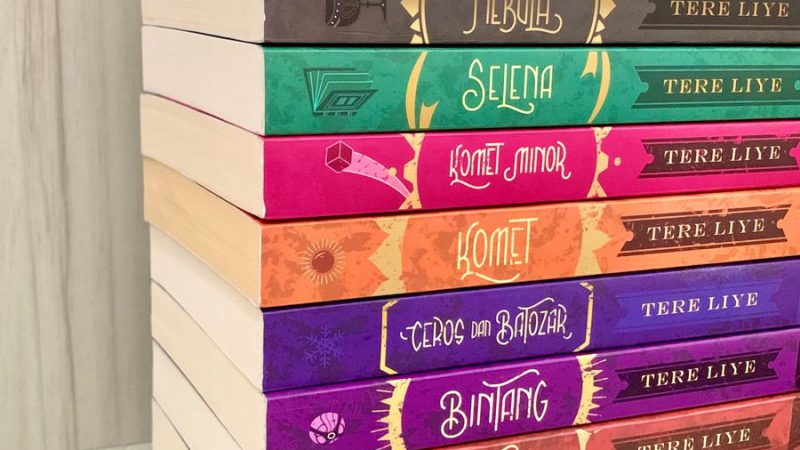 NEBULA TERE LIYE
SELENA TERE LIYE
KOMET MINOR TERE LIYE
KOMET TERE LIYE
CEROS DAN BATOZAR TERE LIYE
BINTANG TERE LIYE
TERE LIYE